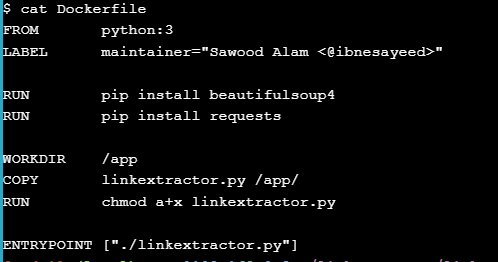 $ cat Dockerfile
FROM       python:3
LABEL      maintainer="Sawood Alam <@ibnesayeed>"
RUN        pip install beautifulsoup4
RUN        pip install requests
WORKDIR    /app
COPY       linkextractor.py /app/
RUN        chmod a+x linkextractor.py
ENTRYPOINT ["./linkextractor.py"]